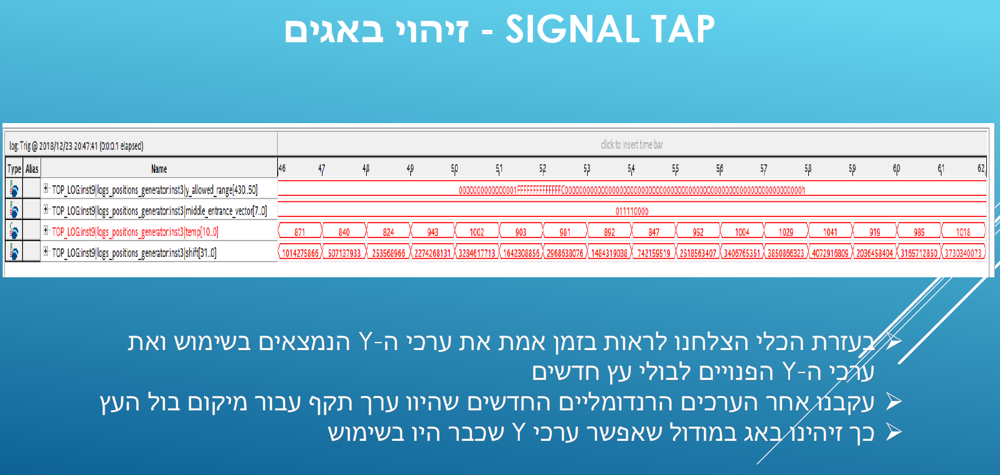 SIGNAL TAP - זיהוי באגים
log: Trig @ 2018/12/23 20:47:41 (0:0:0.1 elapsed)
click to insert time bar
Type Alias Name 46 47 48 49 50 51 52 53 54 55 56 57 58 59 60 61 62
TOP_LOG:inst9|logs_positions_generator:inst3|y_allowed_range[430..50]
TOP_LOG:inst9|logs_positions_generator:inst3|middle_entrance_vector[7..0] 01111000b
TOP_LOG:inst9|logs_positions_generator:inst3|temp[10..0] 871 840 824 943 1002 903 981 892 847 952 1004 1029 1041 919 985 1018
TOP_LOG:inst9|logs_positions_generator:inst3|shift[31..0] 1014275866 507137933 253568966 2274268131 3284617713 1642308856 2968638076 1484319038 742159519 2518563407 3406765351 3850866323 4072916809 2036458404 3165712850 3730340073
בעזרת הכלי הצלחנו לראות בזמן אמת את ערכי ה-Y הנמצאים בשימוש ואת
ערכי ה-Y הפנויים לבולי עץ חדשים
עקבנו אחר הערכים הרנדומליים החדשים שהיוו ערך תקף עבור מיקום בול העץ
כך זיהינו באג במודול שאפשר ערכי Y שכבר היו בשימוש